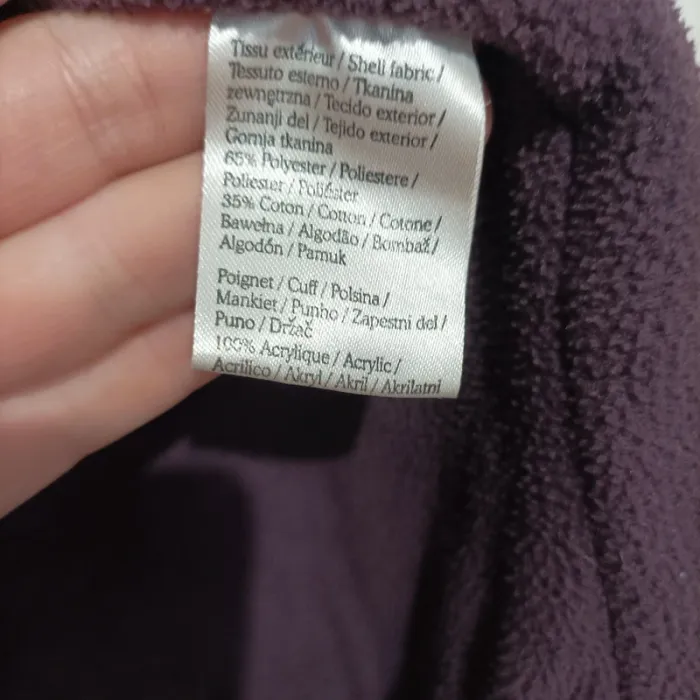 Tissu extérieur / Shell fabric /
Tessuto esterno / Tkanina
zewnętrzna / Tecido exterior /
Zunanji del / Tejido exterior /
Gornja tkanina
65% Polyester / Poliestere /
Poliester / Poliéster
35% Coton / Cotton / Cotone /
Bawełna / Algodão / Bombaž /
Algodón / Pamuk
Poignet / Cuff / Polsina /
Mankiet / Punho / Zapestni del /
Puno / Držač
100% Acrylique / Acrylic /
Acrilico / Akryl / Akril / Akrilatni